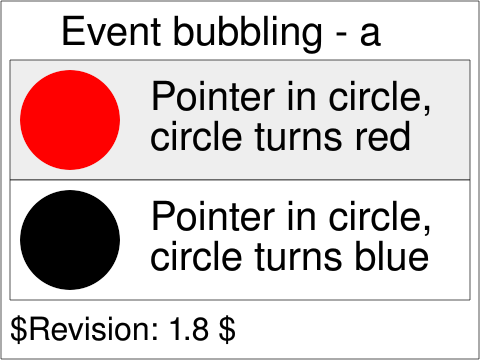 Event bubbling - a
Pointer in circle,
circle turns red
Pointer in circle,
circle turns blue
$Revision: 1.8 $